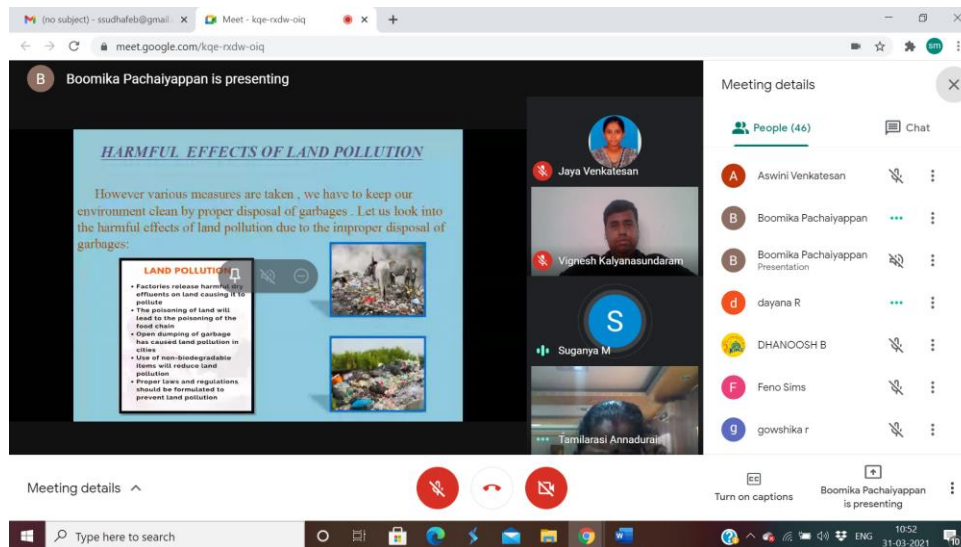 (no subject) - ssudhafeb@gmail.
Meet - kqe-rxdw-oiq
meet.google.com/kqe-rxdw-oiq
sm
B
Boomika Pachaiyappan is presenting
HARMFUL EFFECTS OF LAND POLLUTION
However various measures are taken , we have to keep our
environment clean by proper disposal of garbages . Let us look into
the harmful effects of land pollution due to the improper disposal of
garbages:
LAND POLLUTION
• Factories release harmful dry
effluents on land causing it to
pollute
• The poisoning of land will
lead to the poisoning of the
food chain
• Open dumping of garbage
has caused land pollution in
cities
• Use of non-biodegradable
items will reduce land
pollution
• Proper laws and regulations
should be formulated to
prevent land pollution
Jaya Venkatesan
Vignesh Kalyanasundaram
S
Suganya M
Tamilarasi Annadurai
Meeting details
People (46)
Chat
A
Aswini Venkatesan
B
Boomika Pachaiyappan
B
Boomika Pachaiyappan
Presentation
d
dayana R
DHANOOSH B
F
Feno Sims
g
gowshika r
Meeting details
CC
Turn on captions
Boomika Pachaiyappan
is presenting
Type here to search
ENG
10:52
31-03-2021
10